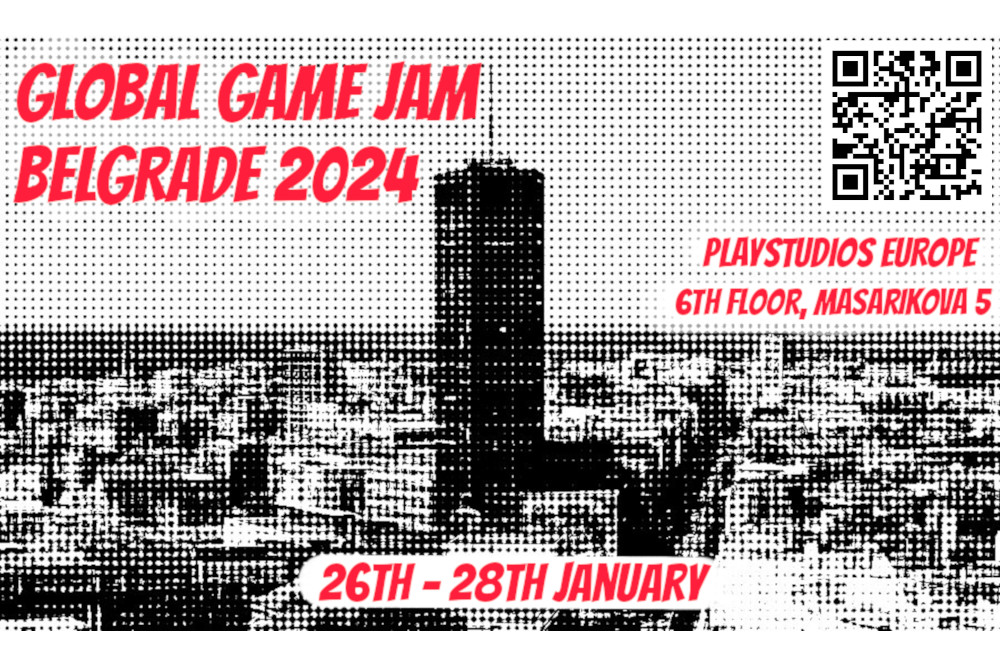 GLOBAL GAME JAM
BELGRADE 2024
PLAYSTUDIOS EUROPE
6TH FLOOR, MASARIKOVA 5
26TH - 28TH JANUARY